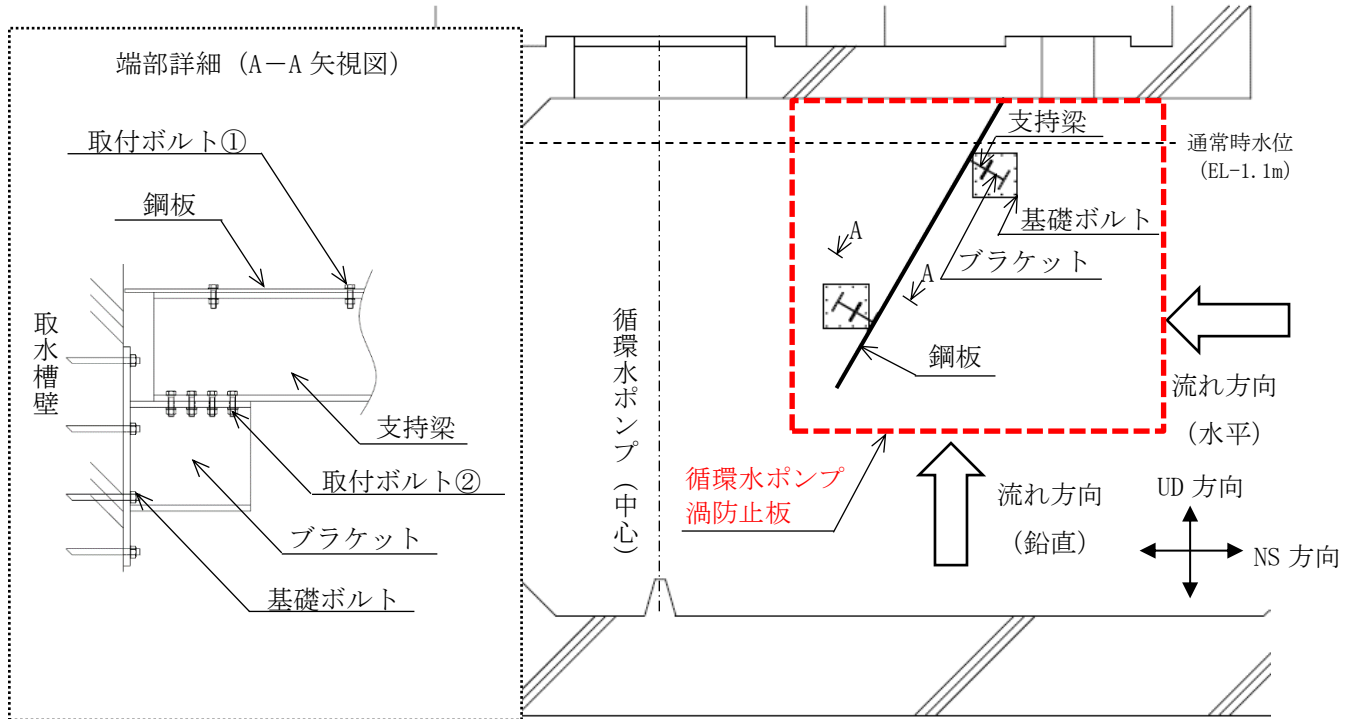 端部詳細 (A－A 矢視図)
取付ボルト①
鋼板
取水槽壁
支持梁
取付ボルト②
ブラケット
基礎ボルト
循環水ポンプ（中心）
支持梁
通常時水位
(EL-1.1m)
基礎ボルト
A
ブラケット
A
鋼板
流れ方向
（水平）
循環水ポンプ
渦防止板
流れ方向
（鉛直）
UD 方向
NS 方向